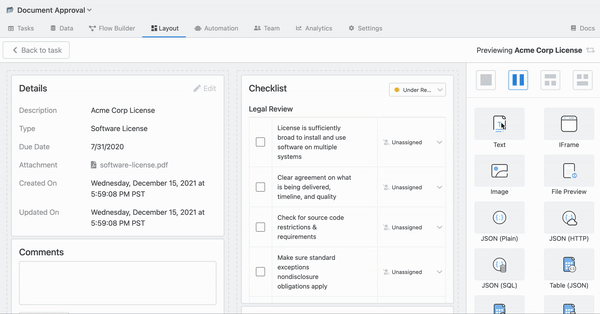 Document Approval
Tasks Data Flow Builder Layout Automation Team Analytics Settings Docs
Back to task
Previewing Acme Corp License
Details
Edit
Description Acme Corp License
Type Software License
Due Date 7/31/2020
Attachment software-license.pdf
Created On Wednesday, December 15, 2021 at
5:59:08 PM PST
Updated On Wednesday, December 15, 2021 at
5:59:08 PM PST
Comments
Checklist
Under Re...
Legal Review
License is sufficiently
broad to install and use
software on multiple
systems
Unassigned
Clear agreement on what
is being delivered,
timeline, and quality
Unassigned
Check for source code
restrictions &
requirements
Unassigned
Make sure standard
exceptions
nondisclosure
obligations apply
Unassigned
Text IFrame
Image File Preview
JSON (Plain) JSON (HTTP)
JSON (SQL) Table (JSON)